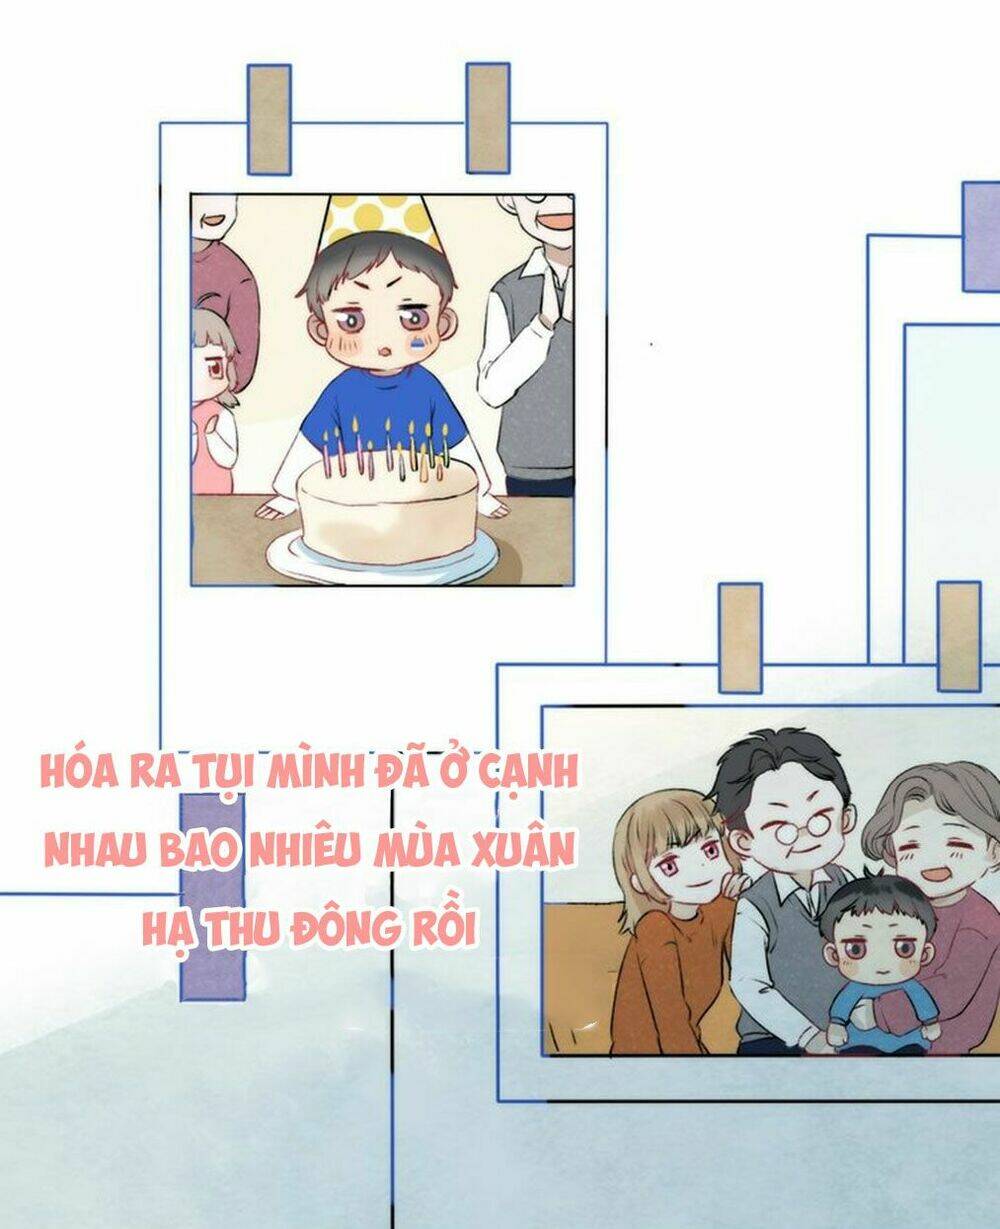 HÓA RA TỤI MÌNH ĐÃ Ở CẠNH
NHAU BAO NHIÊU MÙA XUÂN
HẠ THU ĐÔNG RỒI